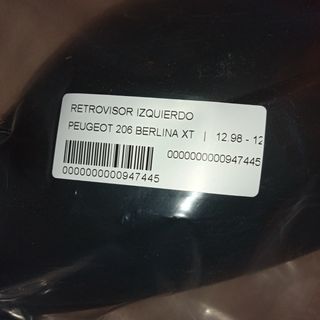 RETROVISOR IZQUIERDO
PEUGEOT 206 BERLINA XT | 12.98 - 12
0000000000947445
0000000000947445